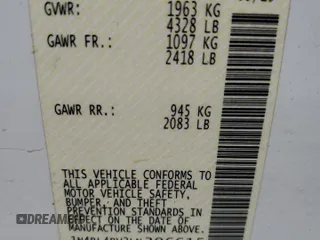 GVWR: 1963 KG
4328 LB
GAWR FR.: 1097 KG
2418 LB
GAWR RR.: 945 KG
2083 LB
THIS VEHICLE CONFORMS TO
ALL APPLICABLE FEDERAL
MOTOR VEHICLE SAFETY,
BUMPER, AND THEFT
PREVENTION STANDARDS
IN EFFECT ON THE DATE OF
MANUFACTURE SHOWN ABOVE.